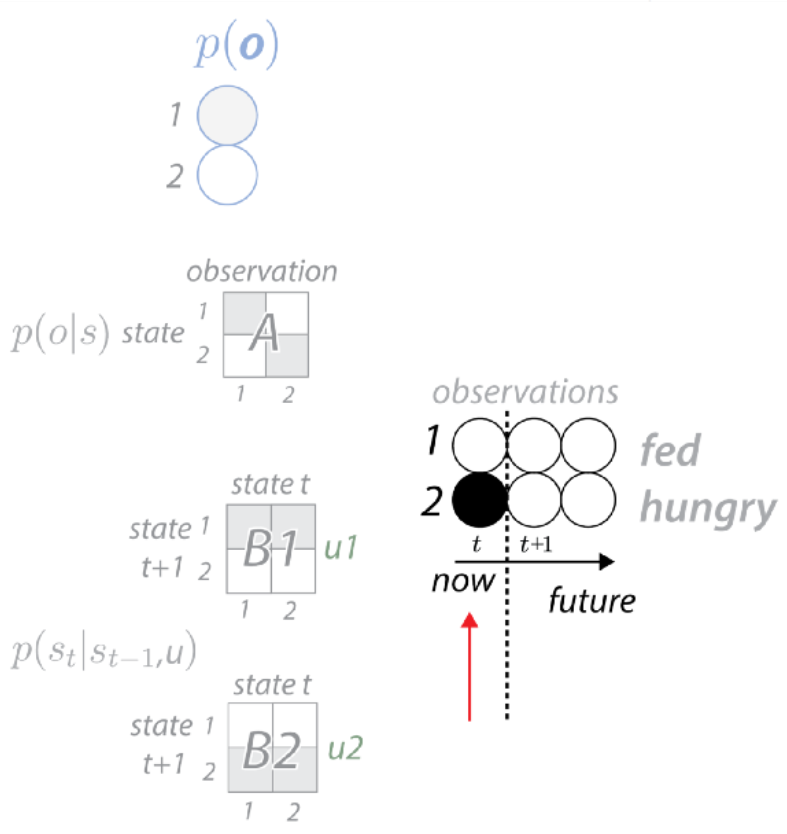 p(o)
1
2
observation
p(o|s) state
1
A
2
1 2
state t
state 1
t+1 2
B1
u1
1 2
p(s_t|s_{t−1},u)
state t
state 1
t+1 2
B2
u2
1 2
observations
1
fed
2
hungry
t t+1
now
future